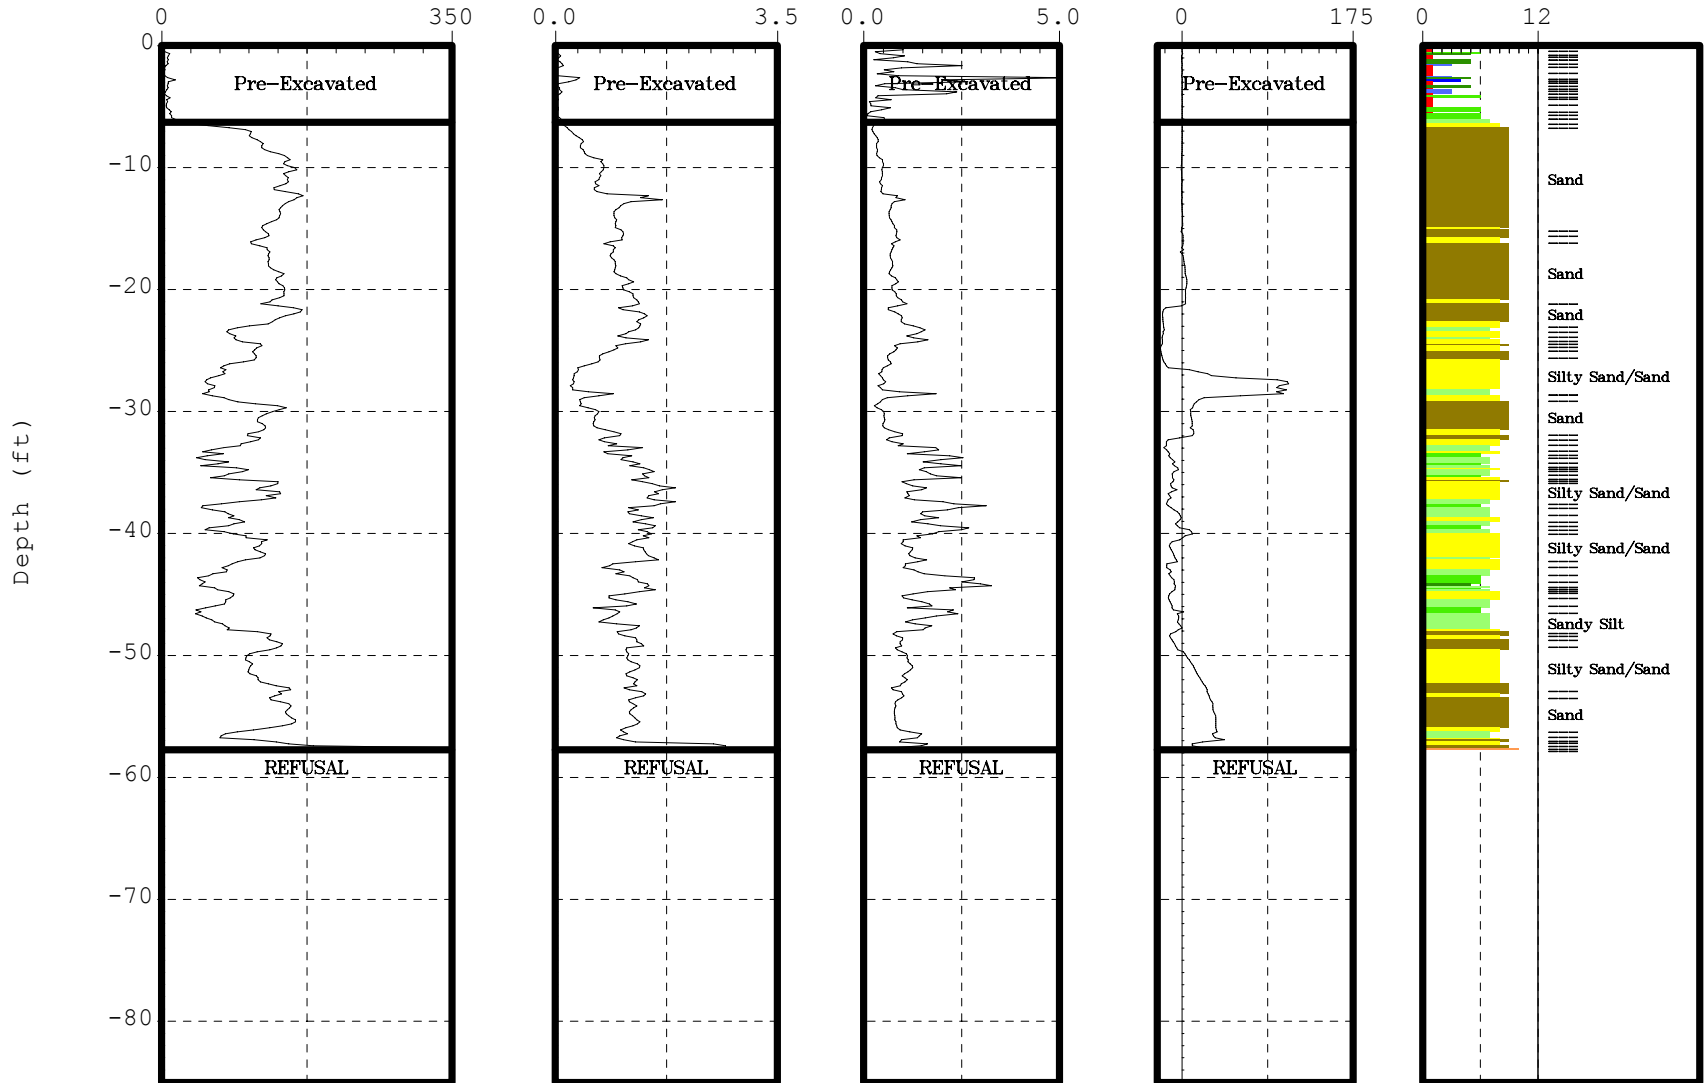 0 350 0.0 3.5 0.0 5.0 0 175 0 12
0
Pre-Excavated Pre-Excavated Pre-Excavated Pre-Excavated
-10
Sand
Sand
-20
Sand
Silty Sand/Sand
-30
Sand
Depth (ft)
Silty Sand/Sand
-40
Silty Sand/Sand
Sandy Silt
-50
Silty Sand/Sand
Sand
REFUSAL REFUSAL REFUSAL REFUSAL
-60
-70
-80